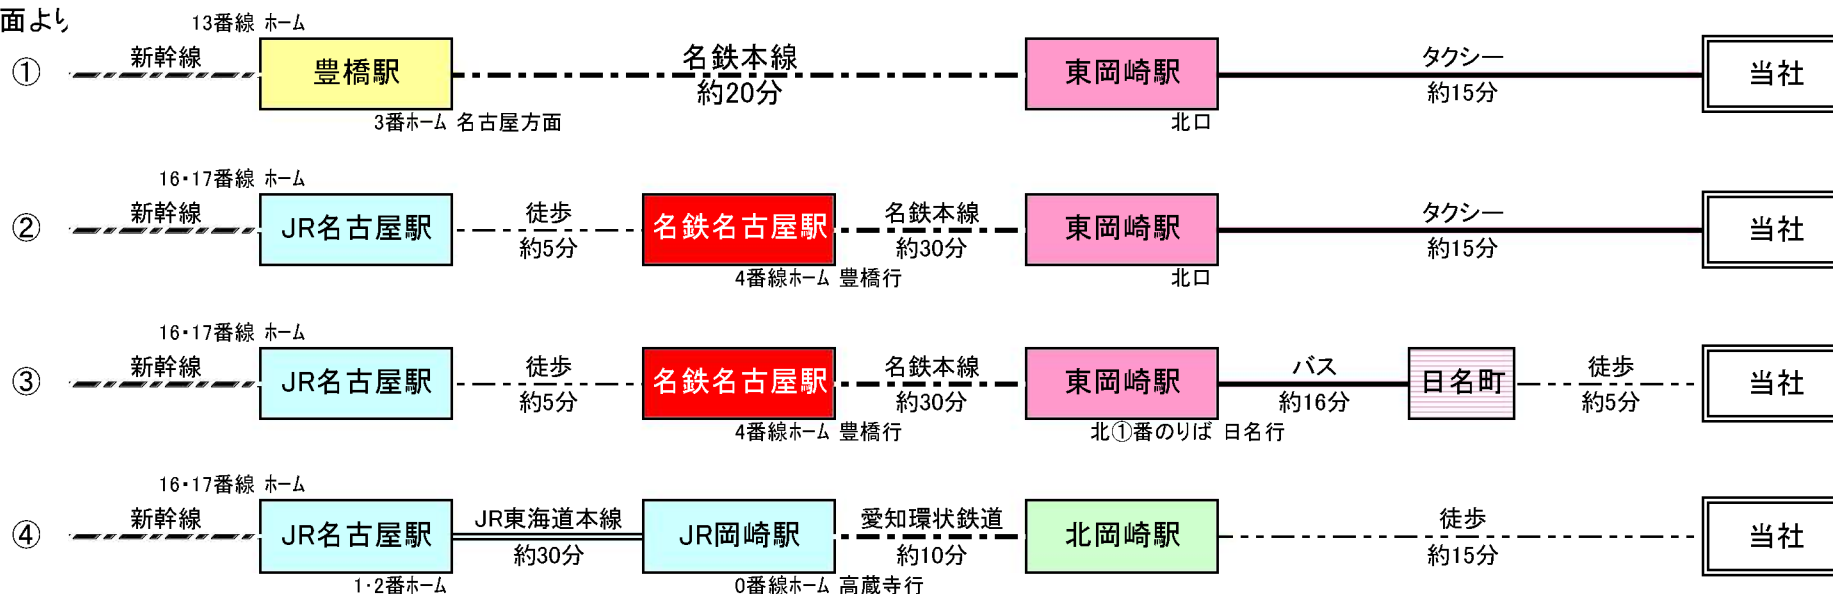 面より
13番線 ホーム
① 新幹線 豊橋駅 名鉄本線 約20分 東岡崎駅 タクシー 約15分 当社
3番ホーム 名古屋方面 北口
16・17番線 ホーム
② 新幹線 JR名古屋駅 徒歩 約5分 名鉄名古屋駅 名鉄本線 約30分 東岡崎駅 タクシー 約15分 当社
4番線ホーム 豊橋行 北口
16・17番線 ホーム
③ 新幹線 JR名古屋駅 徒歩 約5分 名鉄名古屋駅 名鉄本線 約30分 東岡崎駅 バス 約16分 日名町 徒歩 約5分 当社
4番線ホーム 豊橋行 北①番のりば 日名行
16・17番線 ホーム
④ 新幹線 JR名古屋駅 JR東海道本線 約30分 JR岡崎駅 愛知環状鉄道 約10分 北岡崎駅 徒歩 約15分 当社
1・2番ホーム 0番線ホーム 高蔵寺行